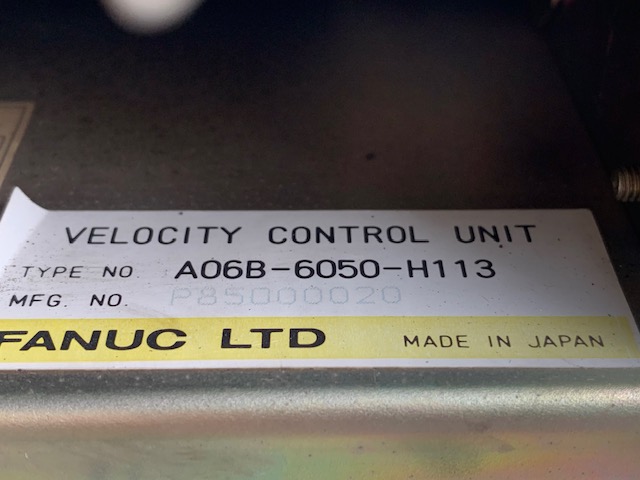 VELOCITY CONTROL UNIT
TYPE NO. A06B-6050-H113
MFG. NO. P85000020
FANUC LTD MADE IN JAPAN